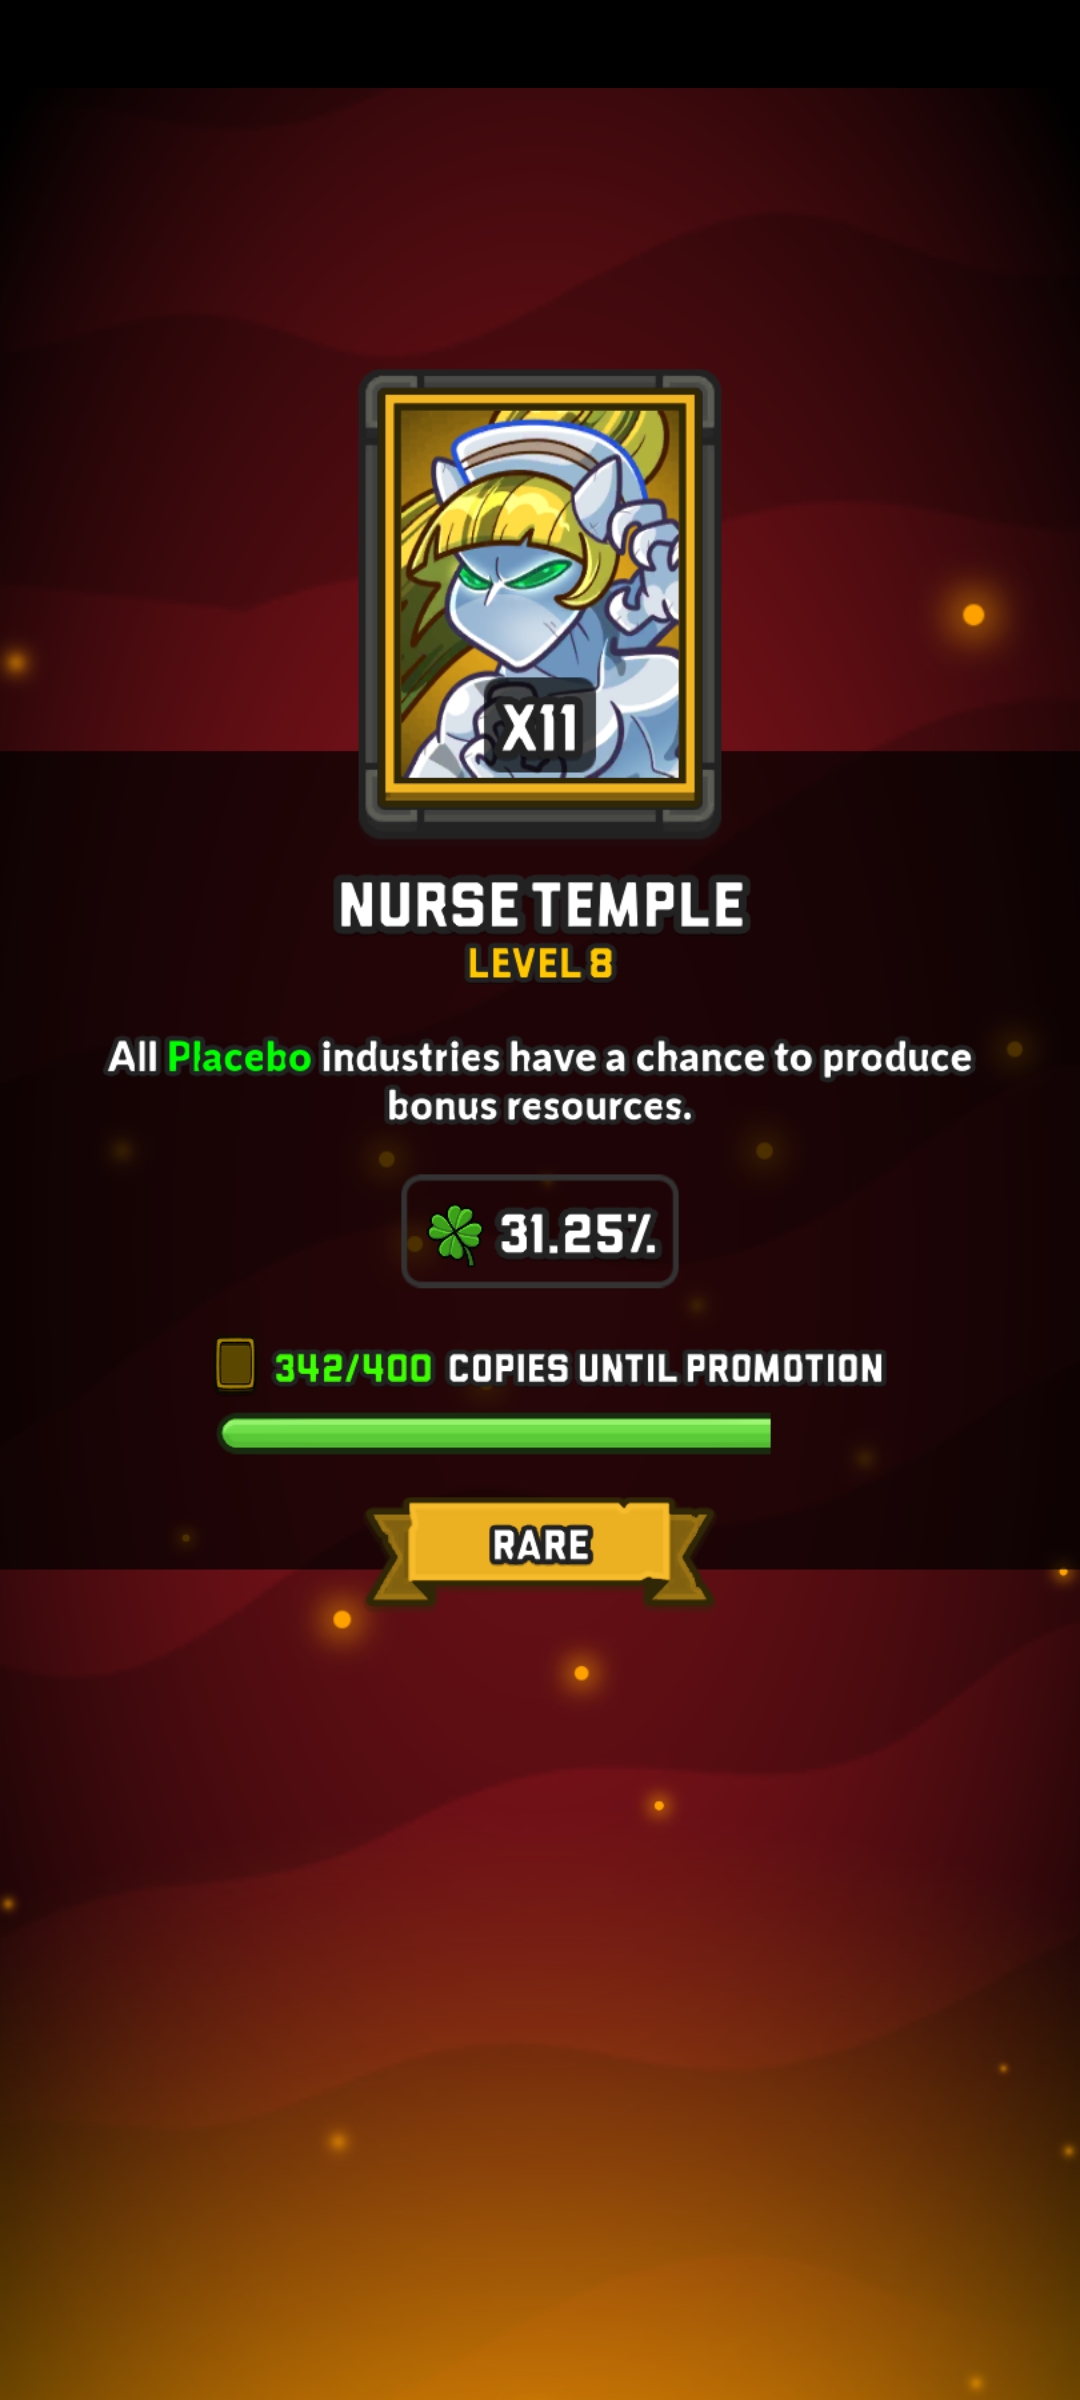 X11
NURSE TEMPLE
LEVEL 8
All Placebo industries have a chance to produce
bonus resources.
31.25%
342/400 COPIES UNTIL PROMOTION
RARE